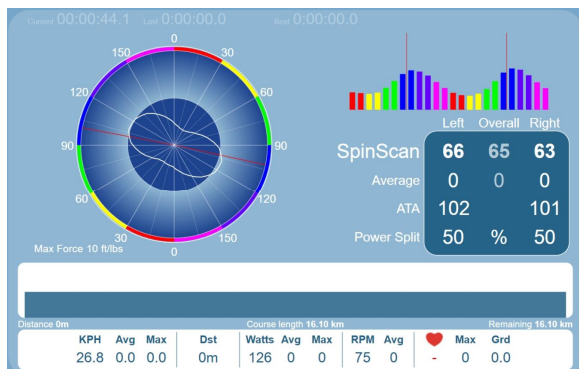 Current 00:00:44.1 Last 0:00:00.0 Best 0:00:00.0
0
150 30
120 60
90 90
60 120
30 150
0
Max Force 10 ft/lbs
Left Overall Right
SpinScan 66 65 63
Average 0 0 0
ATA 102 101
Power Split 50 % 50
Distance 0m Course length 16.10 km Remaining 16.10 km
KPH Avg Max Dst Watts Avg Max RPM Avg Max Grd
26.8 0.0 0.0 0m 126 0 0 75 0 - 0 0.0